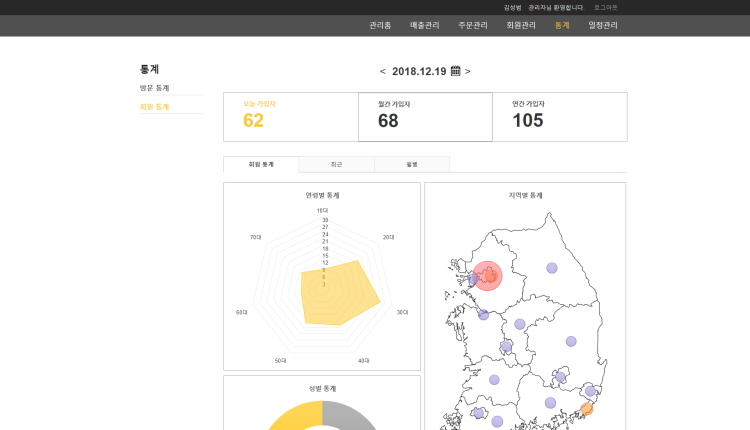 김성범 관리자님 환영합니다. 로그아웃
관리홈 매출관리 주문관리 회원관리 통계 일정관리
통계
방문 통계
회원 통계
< 2018.12.19 >
오늘 가입자
62
월간 가입자
68
연간 가입자
105
회원 통계 최근 월별
연령별 통계
10대
30
27
24
21
18
15
12
9
6
3
20대
30대
40대
50대
60대
70대
지역별 통계
성별 통계